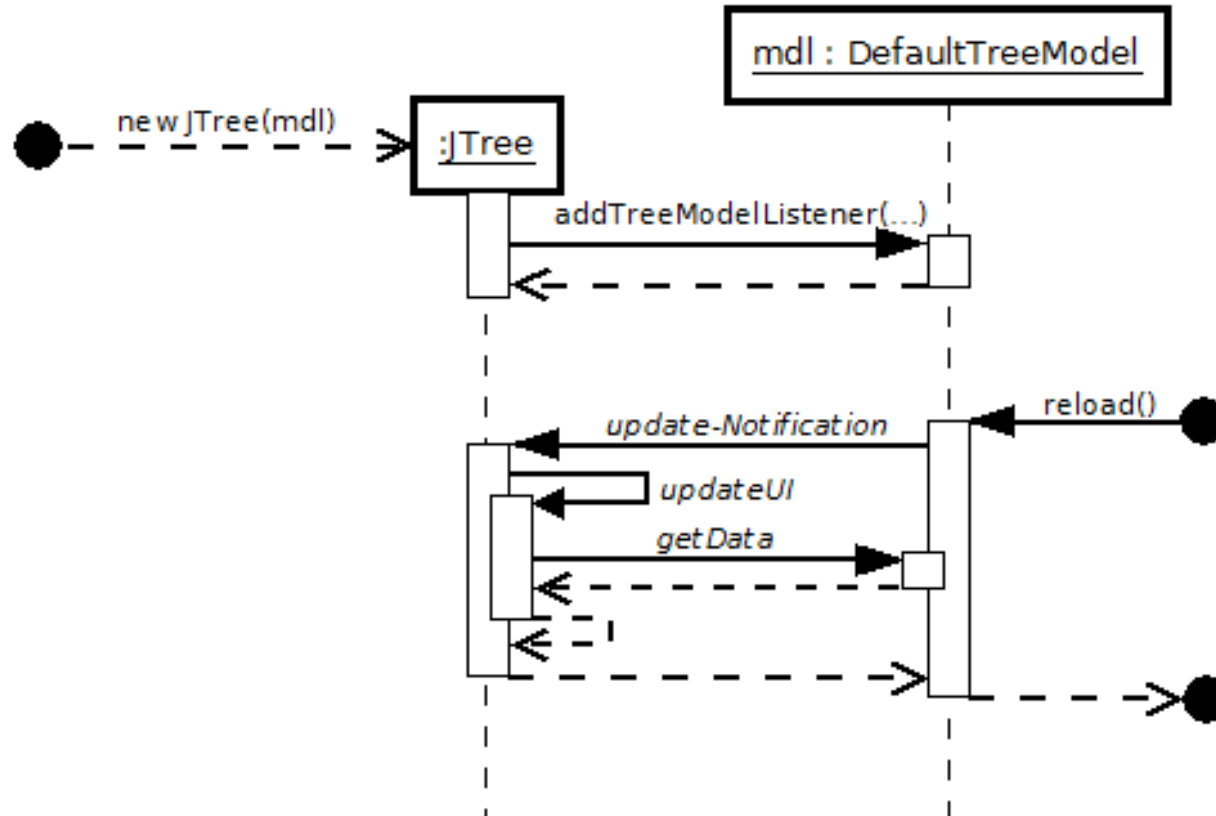 mdl : DefaultTreeModel
new JTree(mdl)
:JTree
addTreeModelListener(...)
reload()
update-Notification
updateUI
getData